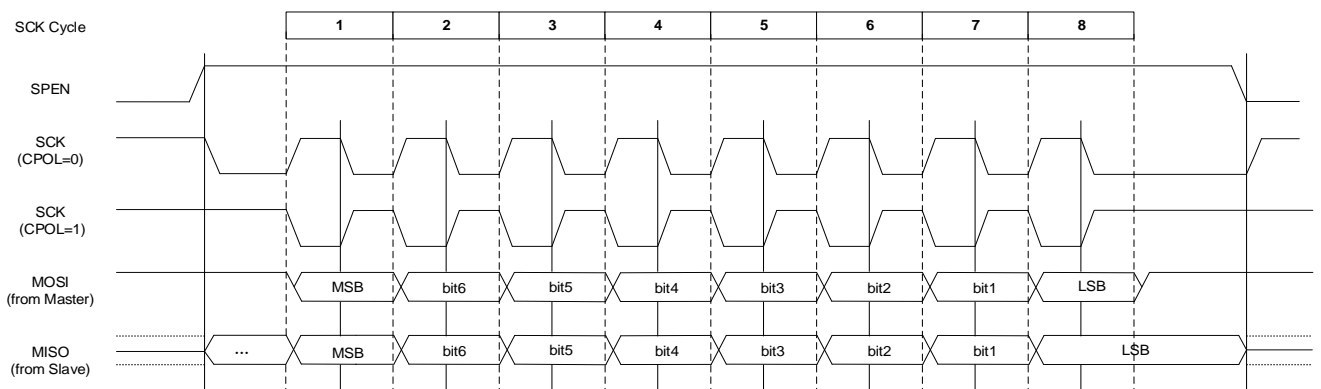 SCK Cycle 1 2 3 4 5 6 7 8
SPEN
SCK
(CPOL=0)
SCK
(CPOL=1)
MOSI
(from Master)
MSB bit6 bit5 bit4 bit3 bit2 bit1 LSB
MISO
(from Slave)
... MSB bit6 bit5 bit4 bit3 bit2 bit1 LSB